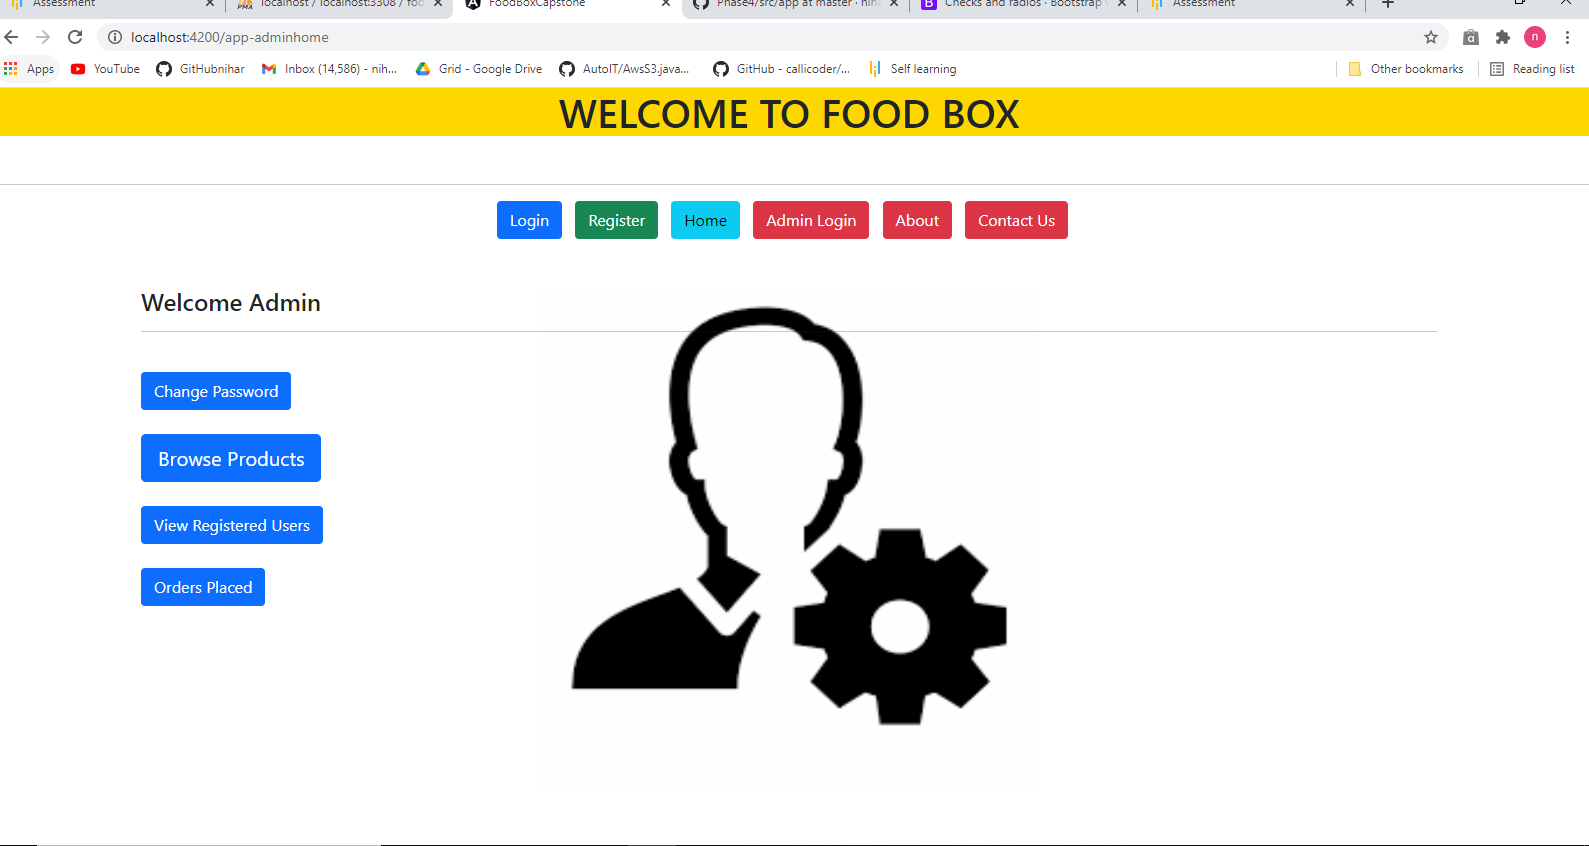 Assessment
localhost / localhost:3308 / foo
FoodBoxCapstone
Phase4/src/app at master · niha
Checks and radios · Bootstrap
Assessment
localhost:4200/app-adminhome
n
Apps YouTube GitHubnihar Inbox (14,586) - nih... Grid - Google Drive AutoIT/AwsS3.java... GitHub - callicoder/... Self learning Other bookmarks Reading list
WELCOME TO FOOD BOX
Login Register Home Admin Login About Contact Us
Welcome Admin
Change Password
Browse Products
View Registered Users
Orders Placed